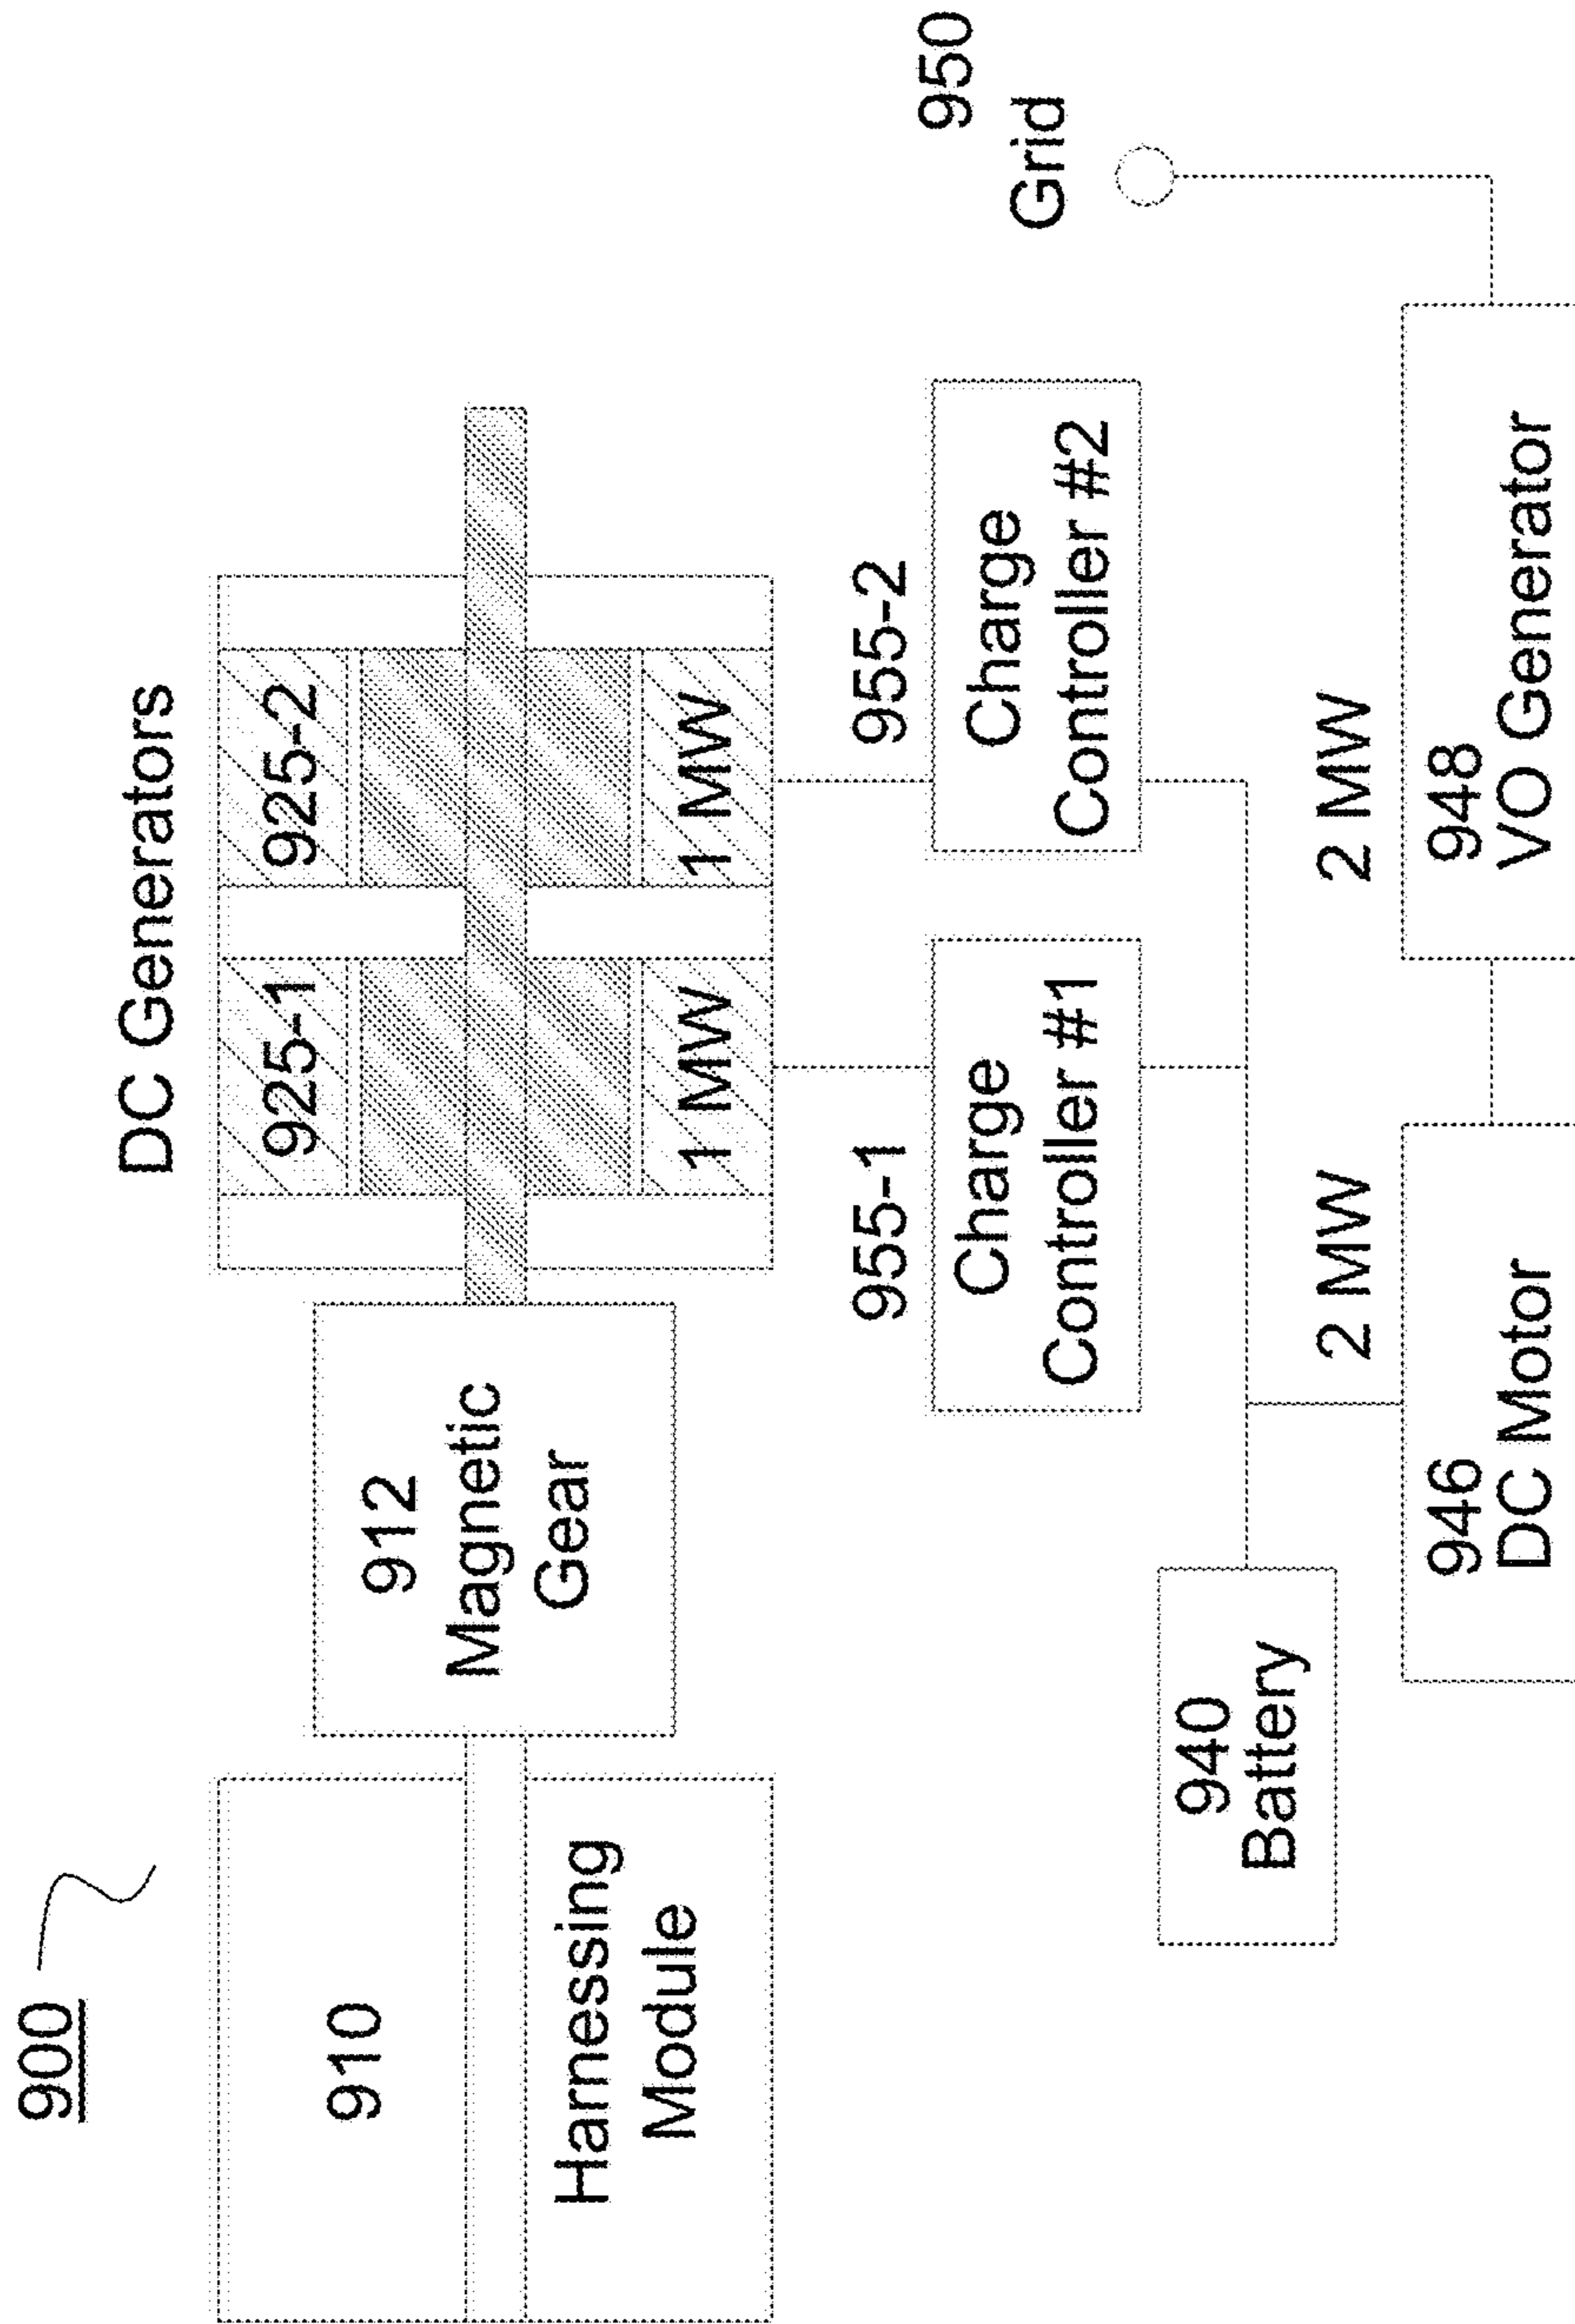 900
DC Generators
910
Harnessing
Module
912
Magnetic
Gear
925-1
1 MW
925-2
1 MW
955-1
Charge
Controller #1
955-2
Charge
Controller #2
950
Grid
940
Battery
2 MW
946
DC Motor
2 MW
948
VO Generator